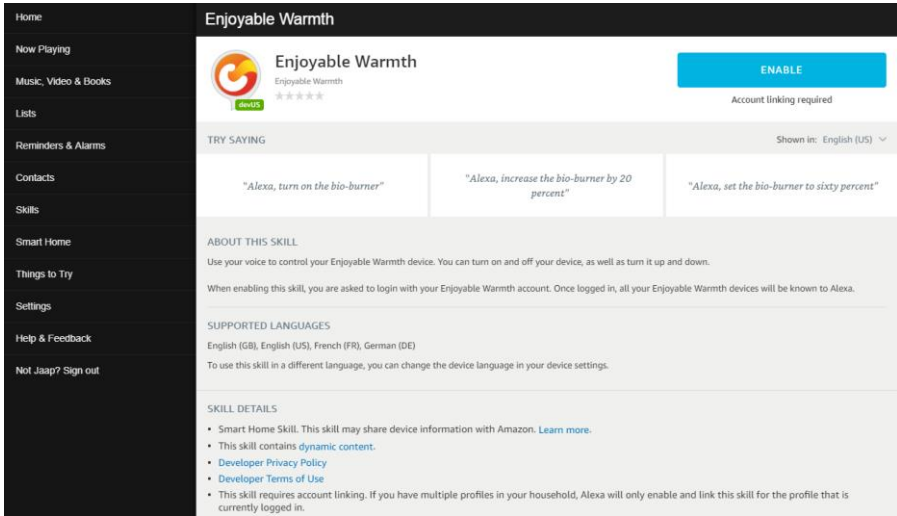 Home
Now Playing
Music, Video & Books
Lists
Reminders & Alarms
Contacts
Skills
Smart Home
Things to Try
Settings
Help & Feedback
Not Jaap? Sign out
Enjoyable Warmth
Enjoyable Warmth
Enjoyable Warmth
devUS
ENABLE
Account linking required
TRY SAYING
Shown in: English (US)
"Alexa, turn on the bio-burner"
"Alexa, increase the bio-burner by 20
percent"
"Alexa, set the bio-burner to sixty percent"
ABOUT THIS SKILL
Use your voice to control your Enjoyable Warmth device. You can turn on and off your device, as well as turn it up and down.
When enabling this skill, you are asked to login with your Enjoyable Warmth account. Once logged in, all your Enjoyable Warmth devices will be known to Alexa.
SUPPORTED LANGUAGES
English (GB), English (US), French (FR), German (DE)
To use this skill in a different language, you can change the device language in your device settings.
SKILL DETAILS
• Smart Home Skill. This skill may share device information with Amazon. Learn more.
• This skill contains dynamic content.
• Developer Privacy Policy
• Developer Terms of Use
• This skill requires account linking. If you have multiple profiles in your household, Alexa will only enable and link this skill for the profile that is
currently logged in.